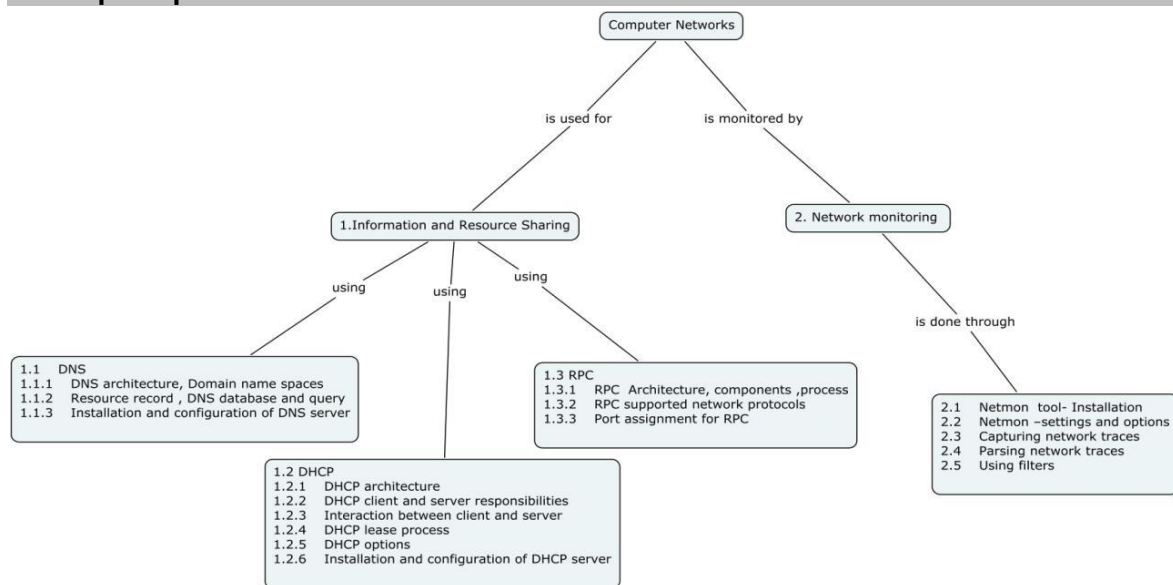 Computer Networks
is used for
is monitored by
1.Information and Resource Sharing
2. Network monitoring
using
using
using
is done through
1.1 DNS
1.1.1 DNS architecture, Domain name spaces
1.1.2 Resource record , DNS database and query
1.1.3 Installation and configuration of DNS server
1.3 RPC
1.3.1 RPC Architecture, components ,process
1.3.2 RPC supported network protocols
1.3.3 Port assignment for RPC
2.1 Netmon tool- Installation
2.2 Netmon –settings and options
2.3 Capturing network traces
2.4 Parsing network traces
2.5 Using filters
1.2 DHCP
1.2.1 DHCP architecture
1.2.2 DHCP client and server responsibilities
1.2.3 Interaction between client and server
1.2.4 DHCP lease process
1.2.5 DHCP options
1.2.6 Installation and configuration of DHCP server